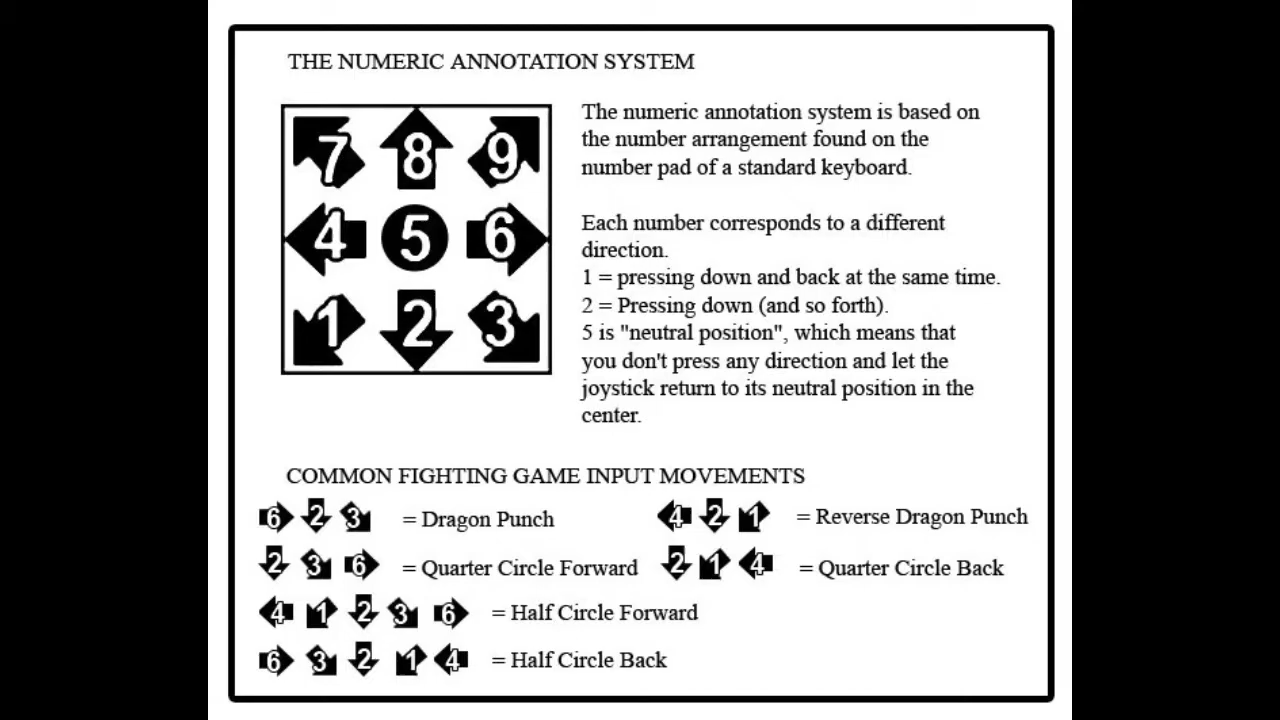 THE NUMERIC ANNOTATION SYSTEM
7 8 9
4 5 6
1 2 3
The numeric annotation system is based on
the number arrangement found on the
number pad of a standard keyboard.
Each number corresponds to a different
direction.
1 = pressing down and back at the same time.
2 = Pressing down (and so forth).
5 is "neutral position", which means that
you don't press any direction and let the
joystick return to its neutral position in the
center.
COMMON FIGHTING GAME INPUT MOVEMENTS
6 2 3 = Dragon Punch
4 2 1 = Reverse Dragon Punch
2 3 6 = Quarter Circle Forward
2 1 4 = Quarter Circle Back
4 1 2 3 6 = Half Circle Forward
6 3 2 1 4 = Half Circle Back